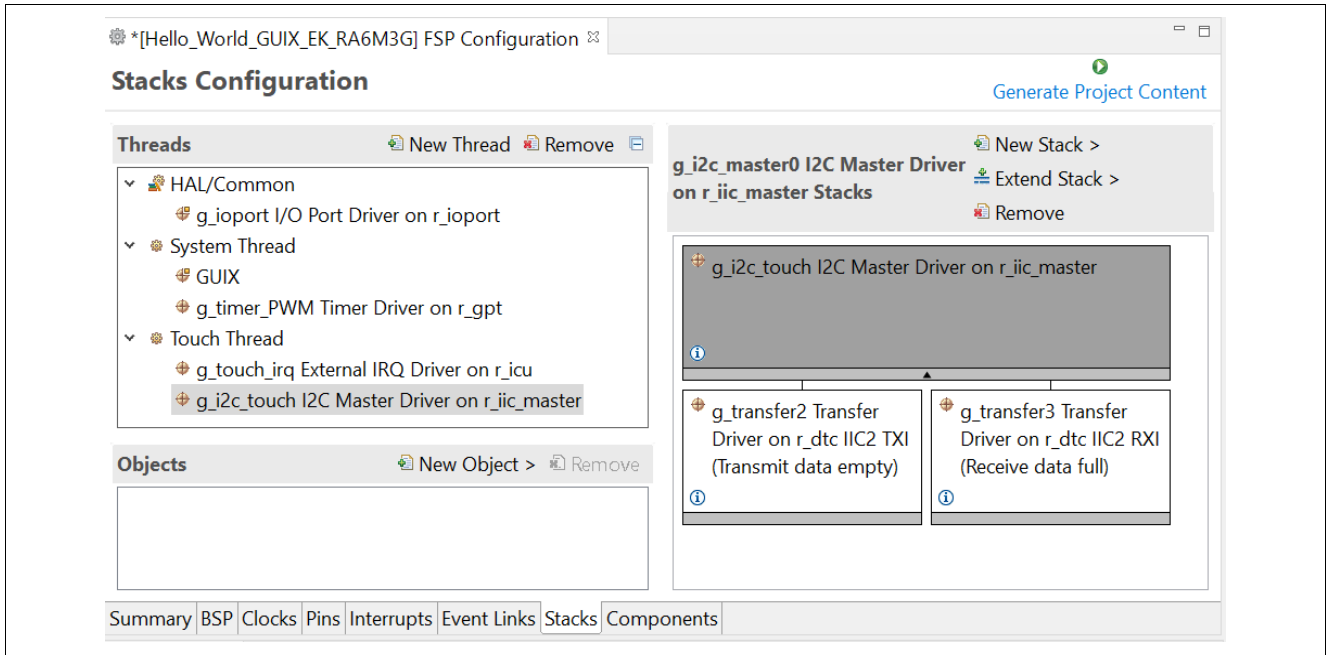 *[Hello_World_GUIX_EK_RA6M3G] FSP Configuration
Stacks Configuration
Generate Project Content
Threads
New Thread
Remove
HAL/Common
g_ioport I/O Port Driver on r_ioport
System Thread
GUIX
g_timer_PWM Timer Driver on r_gpt
Touch Thread
g_touch_irq External IRQ Driver on r_icu
g_i2c_touch I2C Master Driver on r_iic_master
Objects
New Object >
Remove
g_i2c_master0 I2C Master Driver
on r_iic_master Stacks
New Stack >
Extend Stack >
Remove
g_i2c_touch I2C Master Driver on r_iic_master
g_transfer2 Transfer
Driver on r_dtc IIC2 TXI
(Transmit data empty)
g_transfer3 Transfer
Driver on r_dtc IIC2 RXI
(Receive data full)
Summary BSP Clocks Pins Interrupts Event Links Stacks Components